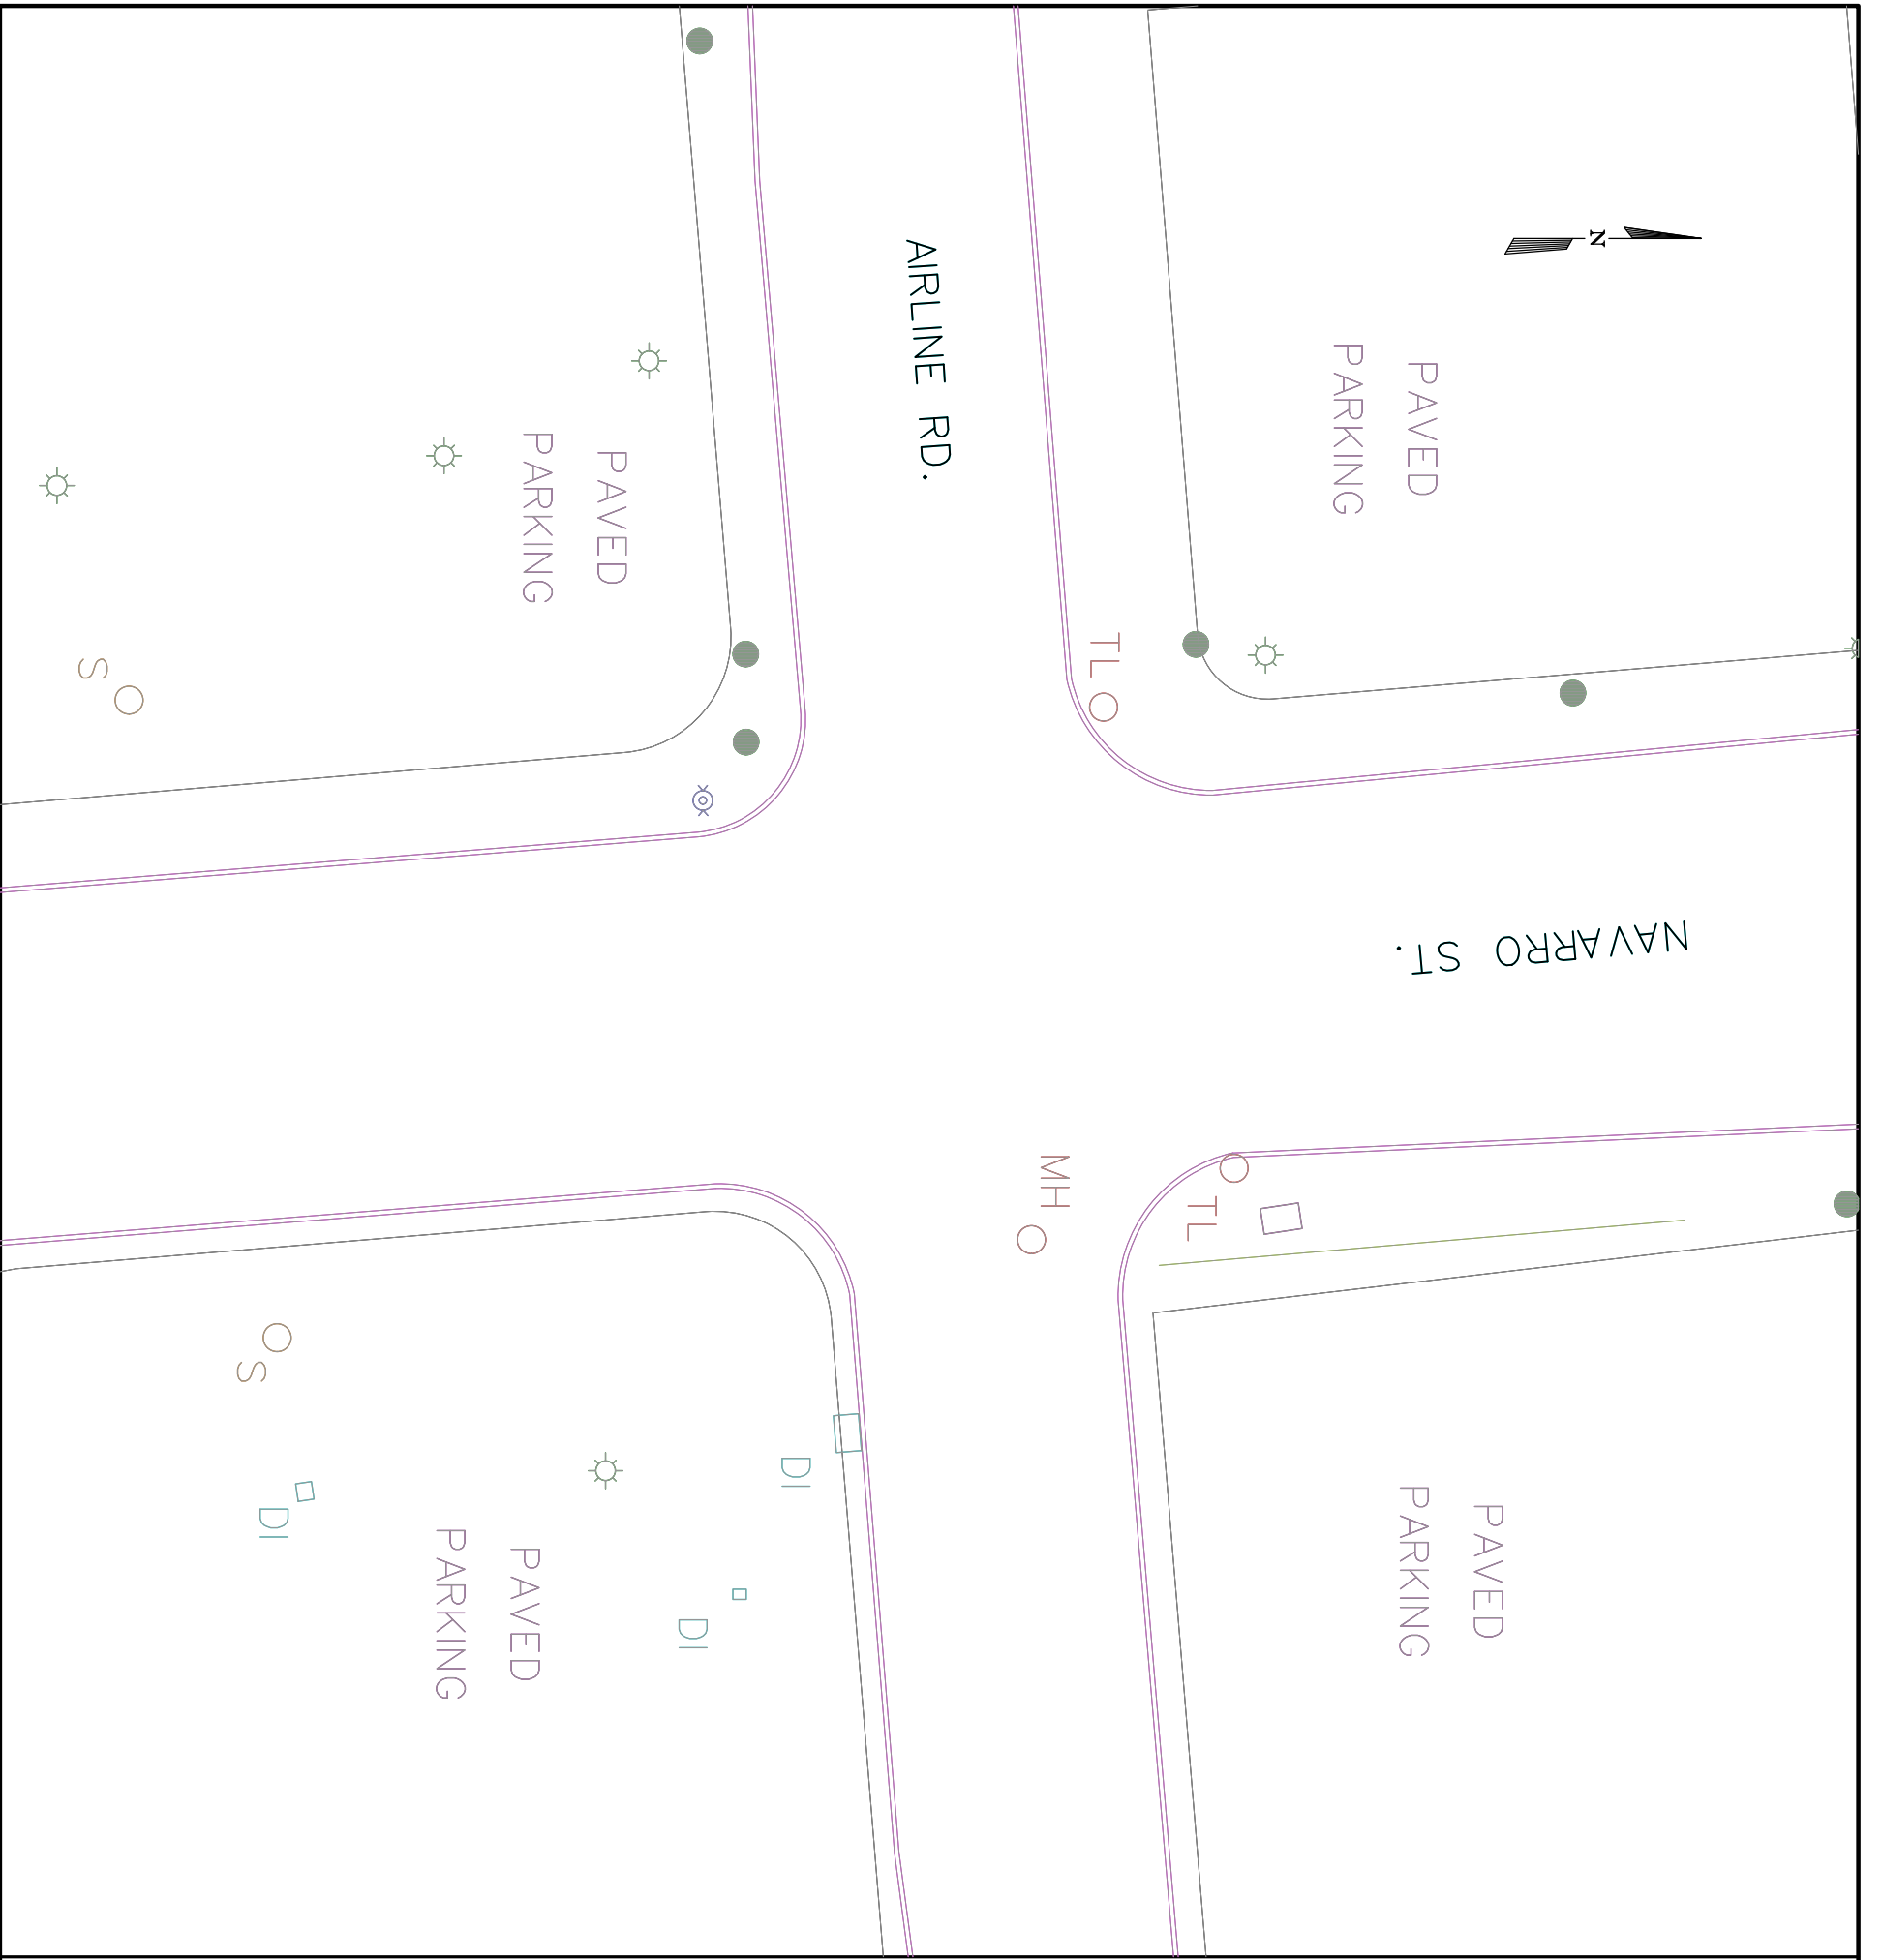 N
AIRLINE RD.
PAVED
PARKING
PAVED
PARKING
S
TL
NAVARRO ST.
MH
TL
S
DI
DI
DI
PAVED
PARKING
PAVED
PARKING